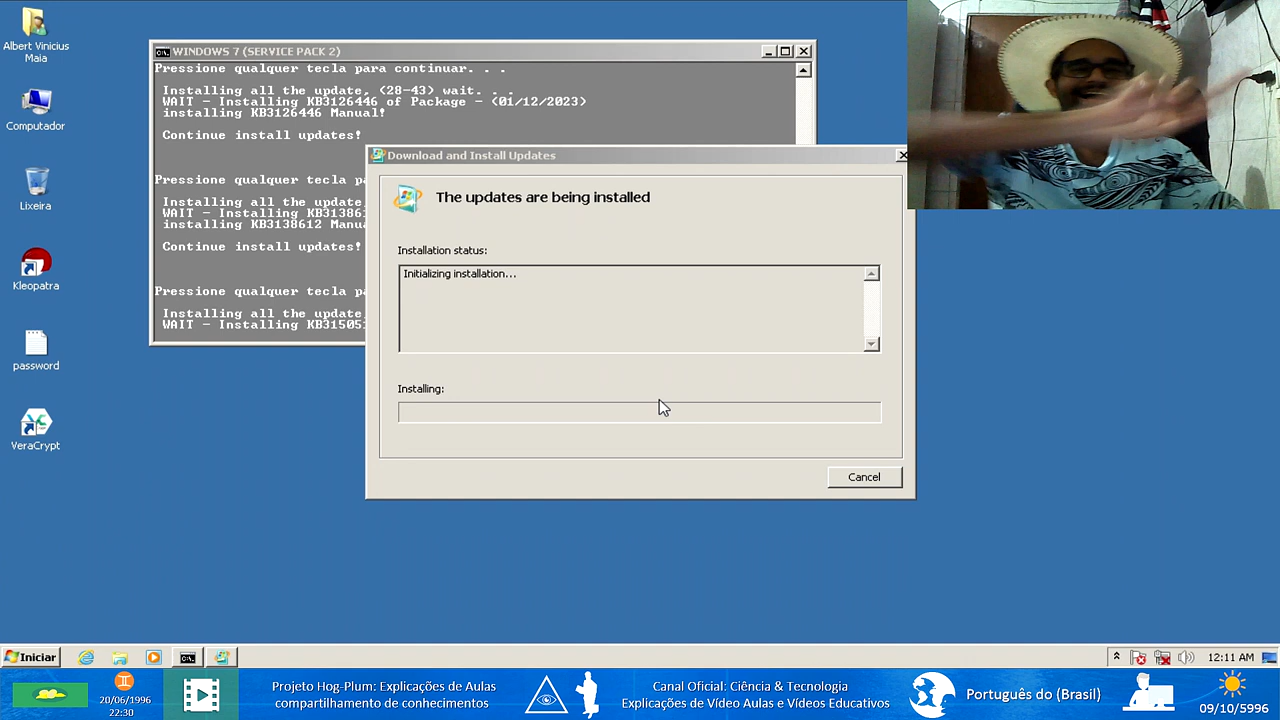 Albert Vinicius
Maia
Computador
Lixeira
Kleopatra
password
VeraCrypt
WINDOWS 7 (SERVICE PACK 2)
Pressione qualquer tecla para continuar. . .
Installing all the update, (28-43) wait. . .
WAIT - Installing KB3126446 of Package - (01/12/2023)
installing KB3126446 Manual!
Continue install updates!
Pressione qualquer tecla pa
Installing all the update
WAIT - Installing KB313861
installing KB3138612 Manua
Continue install updates!
Pressione qualquer tecla pa
Installing all the update
WAIT - Installing KB31505
Download and Install Updates
The updates are being installed
Installation status:
Initializing installation...
Installing:
Cancel
Iniciar
12:11 AM
20/06/1996
22:30
Projeto Hog-Plum: Explicações de Aulas
compartilhamento de conhecimentos
Canal Oficial: Ciência & Tecnologia
Explicações de Vídeo Aulas e Vídeos Educativos
Português do (Brasil)
09/10/5996